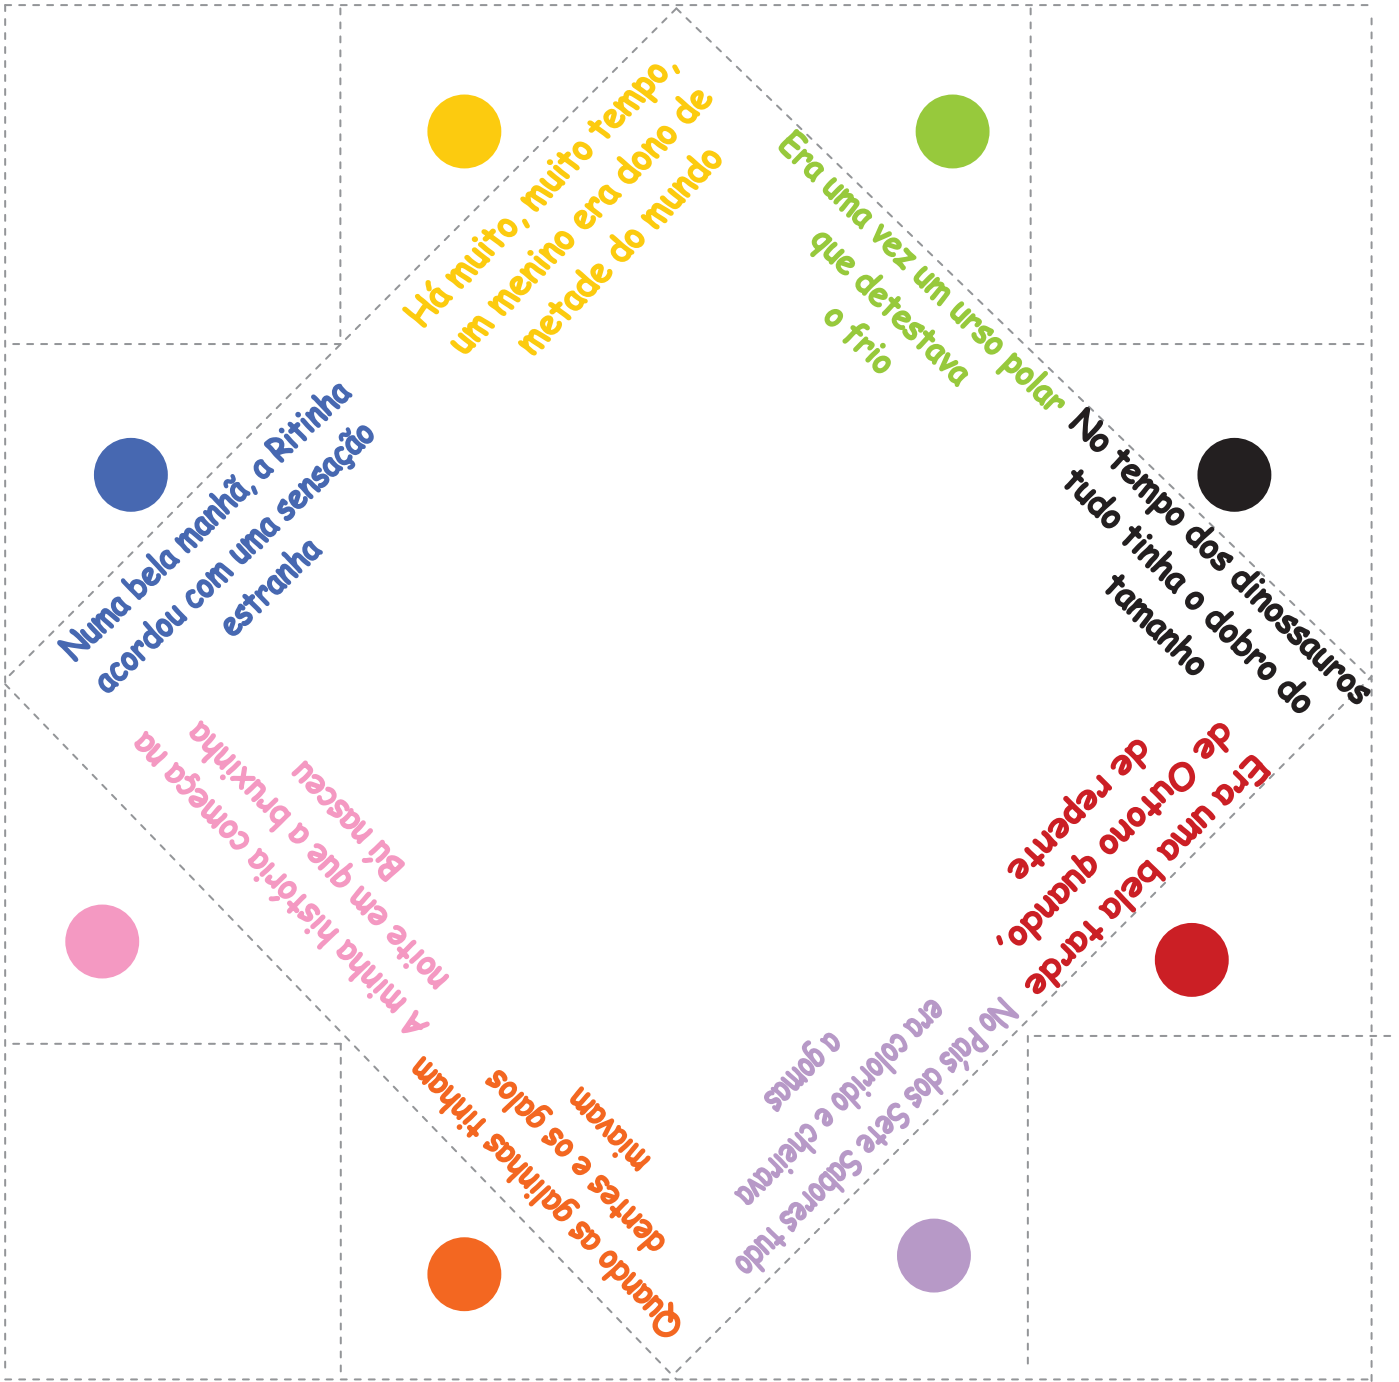 Há muito, muito tempo,
um menino era dono de
metade do mundo
Era uma vez um urso polar
que detestava
o frio
No tempo dos dinossauros
tudo tinha o dobro do
tamanho
Era uma bela tarde
de Outono quando,
de repente
No País dos Sete Sabores tudo
era colorido e cheirava
a gomas
Quando as galinhas tinham
dentes e os galos
miavam
A minha história começa na
noite em que a bruxinha
Bú nasceu
Numa bela manhã, a Ritinha
acordou com uma sensação
estranha